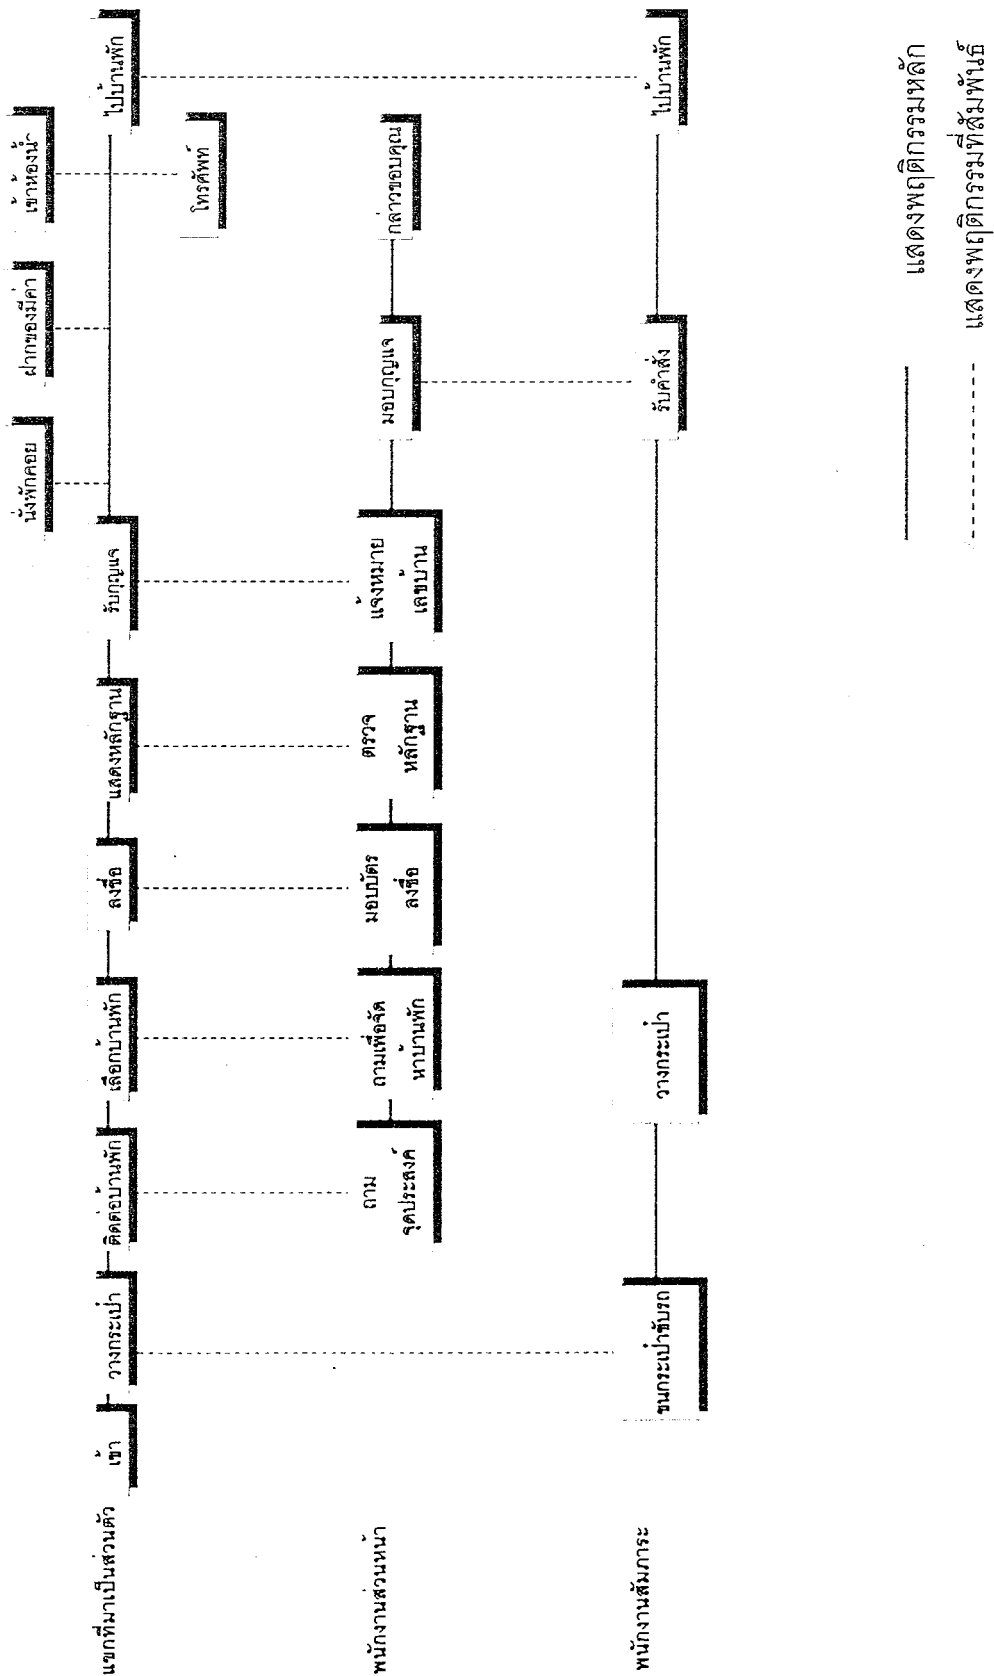 แขกที่มาเป็นส่วนตัว
เข้า
วางกระเป๋า
ติดต่อบ้านพัก
เลือกบ้านพัก
ลงชื่อ
แสดงหลักฐาน
รับกุญแจ
นั่งพักคอย
ฝากของมีค่า
เข้าห้องน้ำ
โทรศัพท์
ไปบ้านพัก
พนักงานส่วนหน้า
ถาม
จุดประสงค์
ถามเพื่อจัด
หาบ้านพัก
มอบบัตร
ลงชื่อ
ตรวจ
หลักฐาน
แจ้งหมาย
เลขบ้าน
มอบกุญแจ
กล่าวขอบคุณ
พนักงานสัมภาระ
ขนกระเป๋าขับรถ
วางกระเป๋า
รับคำสั่ง
ไปบ้านพัก
แสดงพฤติกรรมหลัก
แสดงพฤติกรรมที่สัมพันธ์